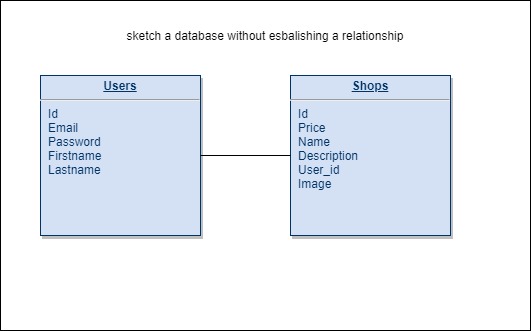 sketch a database without esbalishing a relationship
Users
Id
Email
Password
Firstname
Lastname
Shops
Id
Price
Name
Description
User_id
Image